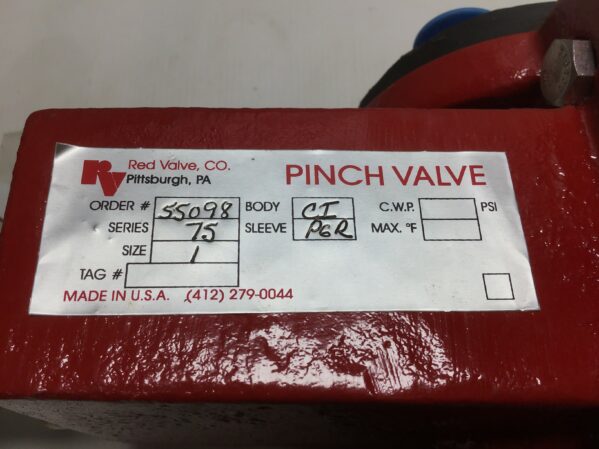 RV Red Valve, CO.
Pittsburgh, PA
PINCH VALVE
ORDER # 55098 BODY CI C.W.P. PSI
SERIES 75 SLEEVE PGR MAX. °F
SIZE 1
TAG #
MADE IN U.S.A. (412) 279-0044